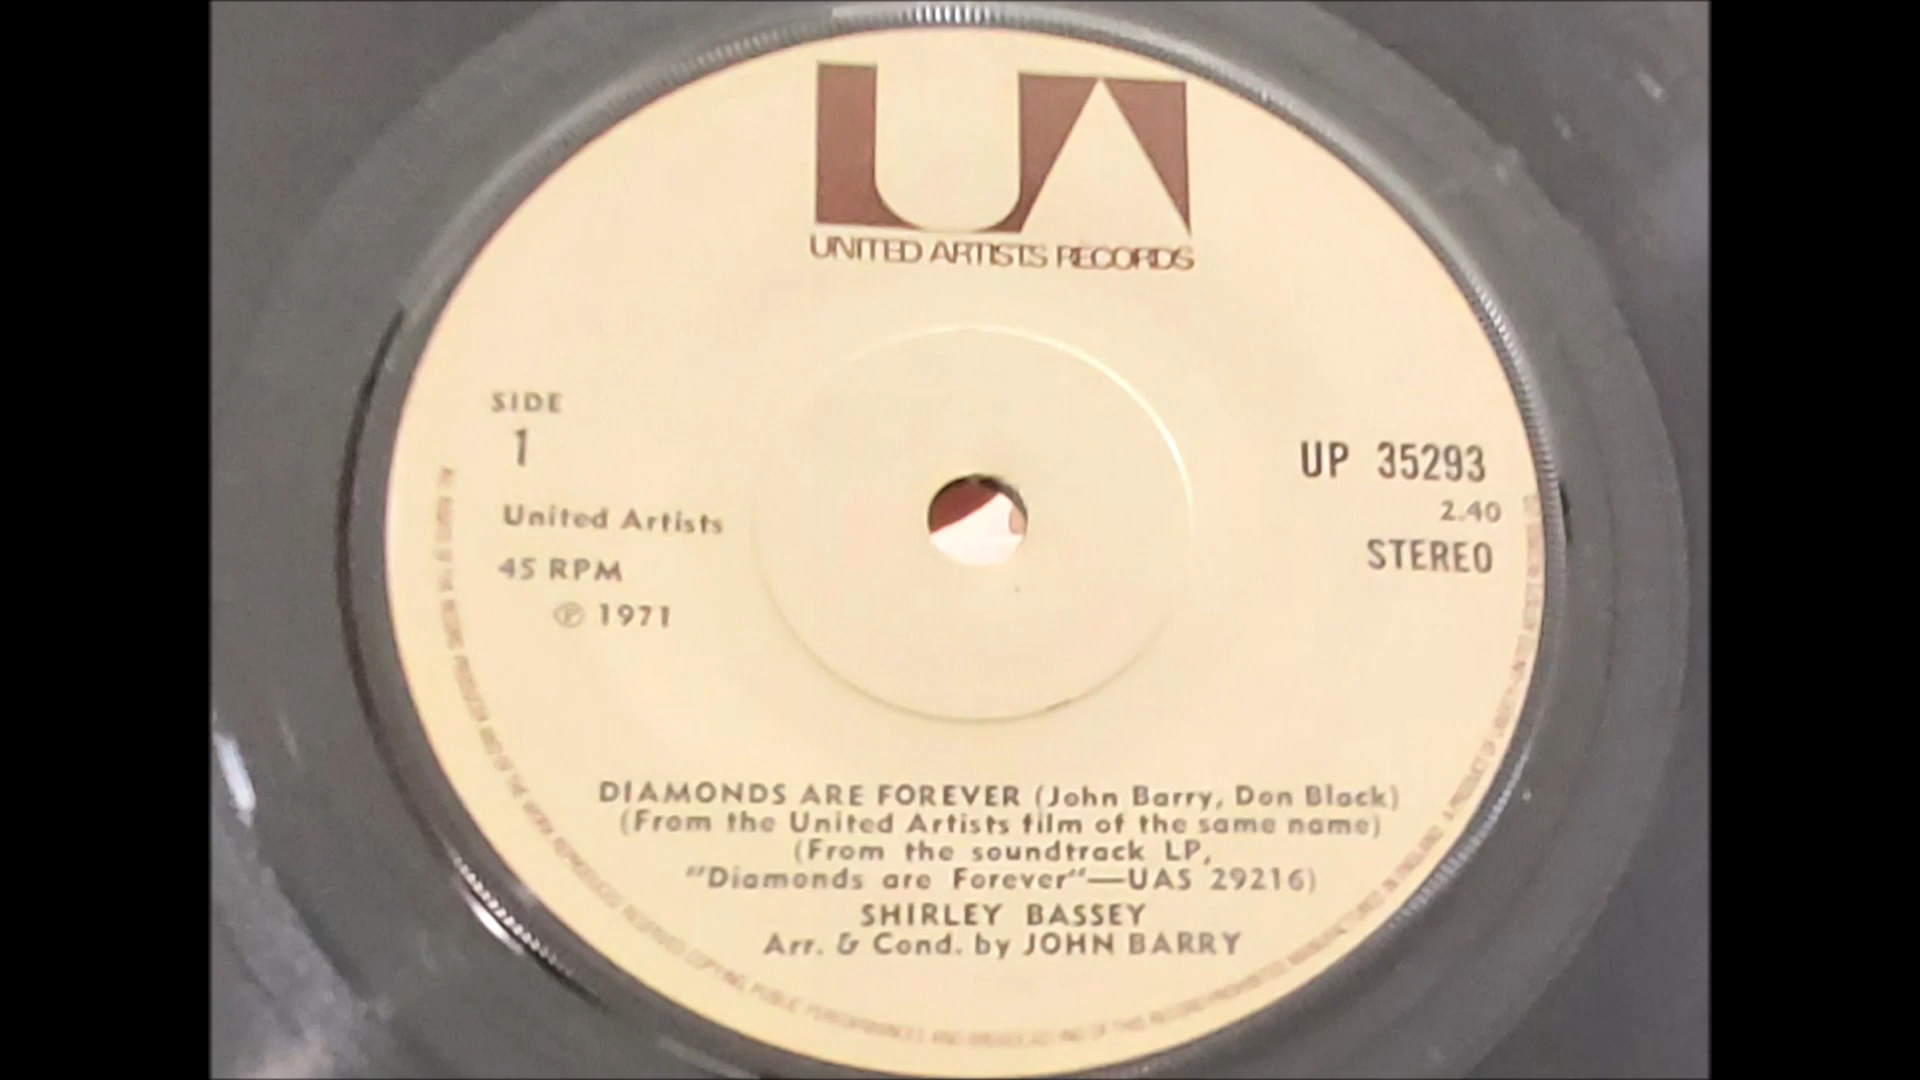 UA
UNITED ARTISTS RECORDS
SIDE
1
United Artists
45 RPM
℗ 1971
UP 35293
2.40
STEREO
DIAMONDS ARE FOREVER (John Barry, Don Black)
(From the United Artists film of the same name)
(From the soundtrack LP,
"Diamonds are Forever"—UAS 29216)
SHIRLEY BASSEY
Arr. & Cond. by JOHN BARRY